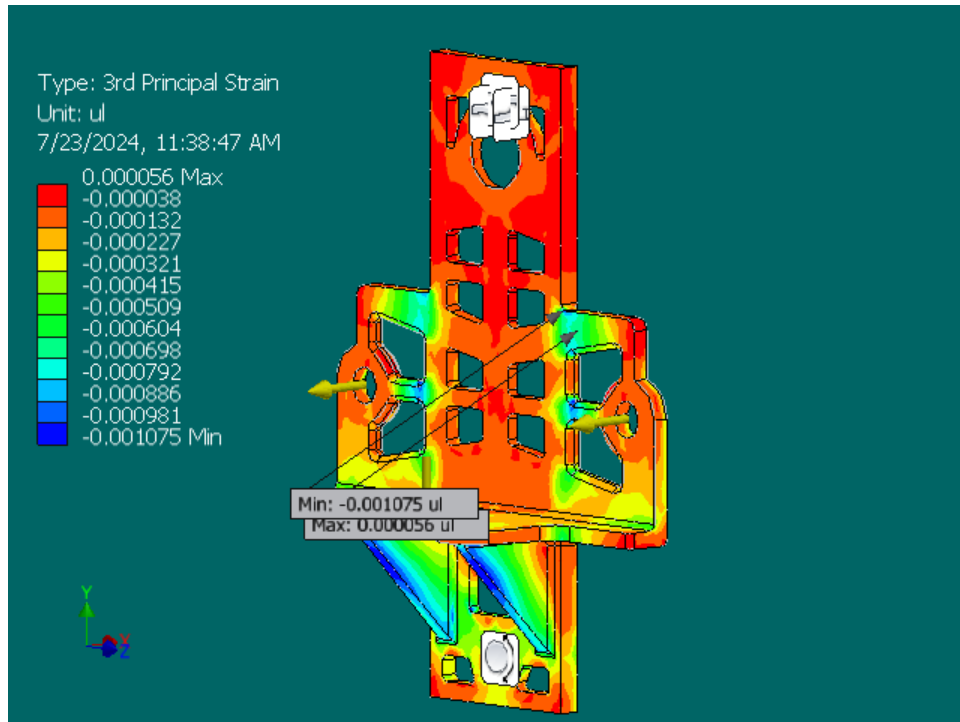 Type: 3rd Principal Strain
Unit: ul
7/23/2024, 11:38:47 AM
0.000056 Max
-0.000038
-0.000132
-0.000227
-0.000321
-0.000415
-0.000509
-0.000604
-0.000698
-0.000792
-0.000886
-0.000981
-0.001075 Min
Min: -0.001075 ul
Max: 0.000056 ul
Y
X
Z